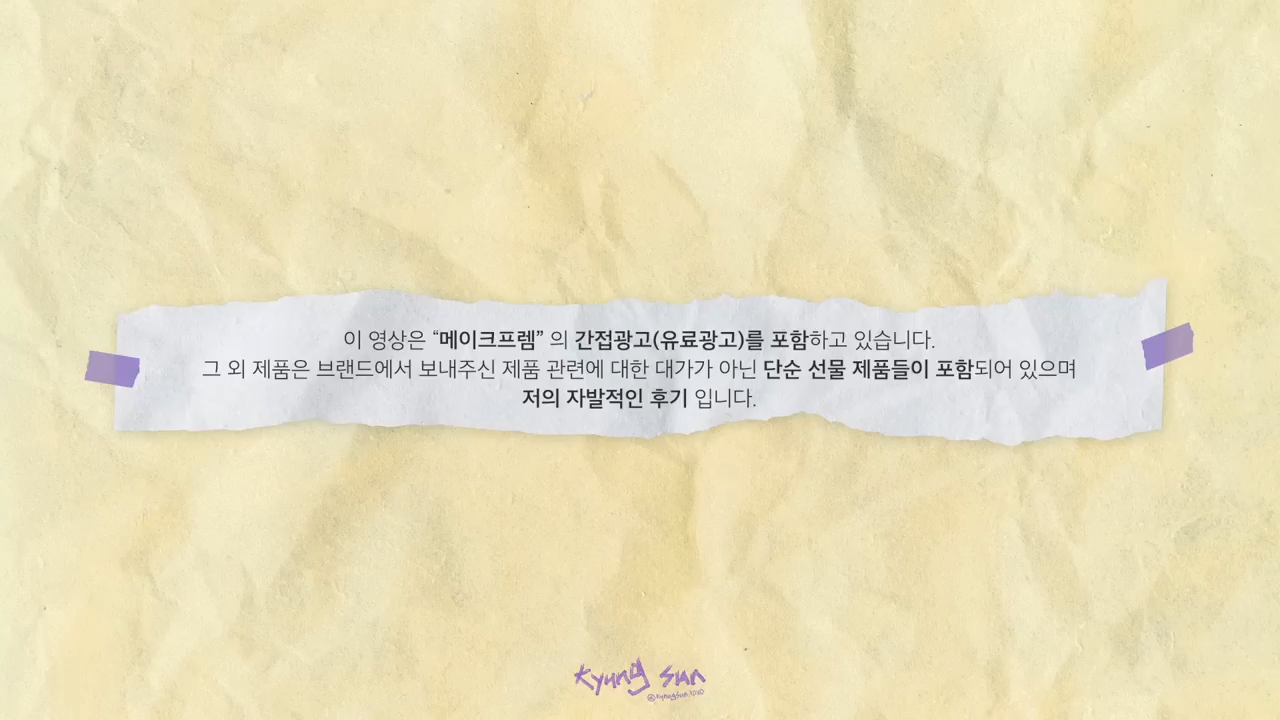 이 영상은 “메이크프렘” 의 간접광고(유료광고)를 포함하고 있습니다.
그 외 제품은 브랜드에서 보내주신 제품 관련에 대한 대가가 아닌 단순 선물 제품들이 포함되어 있으며
저의 자발적인 후기 입니다.
Kyung Sun
@kyungsun.xoxo